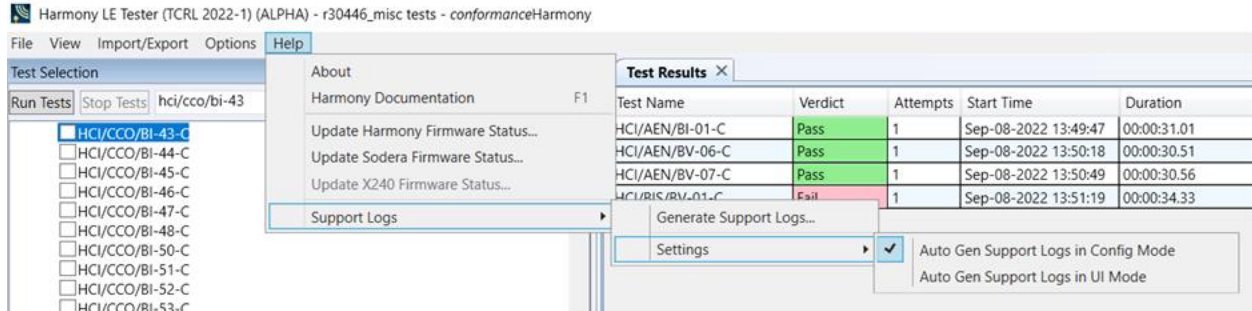 Harmony LE Tester (TCRL 2022-1) (ALPHA) - r30446_misc tests - conformanceHarmony
File View Import/Export Options Help
Test Selection
Run Tests Stop Tests hci/cco/bi-43
HCI/CCO/BI-43-C
HCI/CCO/BI-44-C
HCI/CCO/BI-45-C
HCI/CCO/BI-46-C
HCI/CCO/BI-47-C
HCI/CCO/BI-48-C
HCI/CCO/BI-50-C
HCI/CCO/BI-51-C
HCI/CCO/BI-52-C
HCI/CCO/BI-53-C
About
Harmony Documentation F1
Update Harmony Firmware Status...
Update Sodera Firmware Status...
Update X240 Firmware Status...
Support Logs
Generate Support Logs...
Settings
Auto Gen Support Logs in Config Mode
Auto Gen Support Logs in UI Mode
Test Results
Test Name Verdict Attempts Start Time Duration
HCI/AEN/BI-01-C Pass 1 Sep-08-2022 13:49:47 00:00:31.01
HCI/AEN/BV-06-C Pass 1 Sep-08-2022 13:50:18 00:00:30.51
HCI/AEN/BV-07-C Pass 1 Sep-08-2022 13:50:49 00:00:30.56
HCI/BIS/BV-01-C Fail 1 Sep-08-2022 13:51:19 00:00:34.33